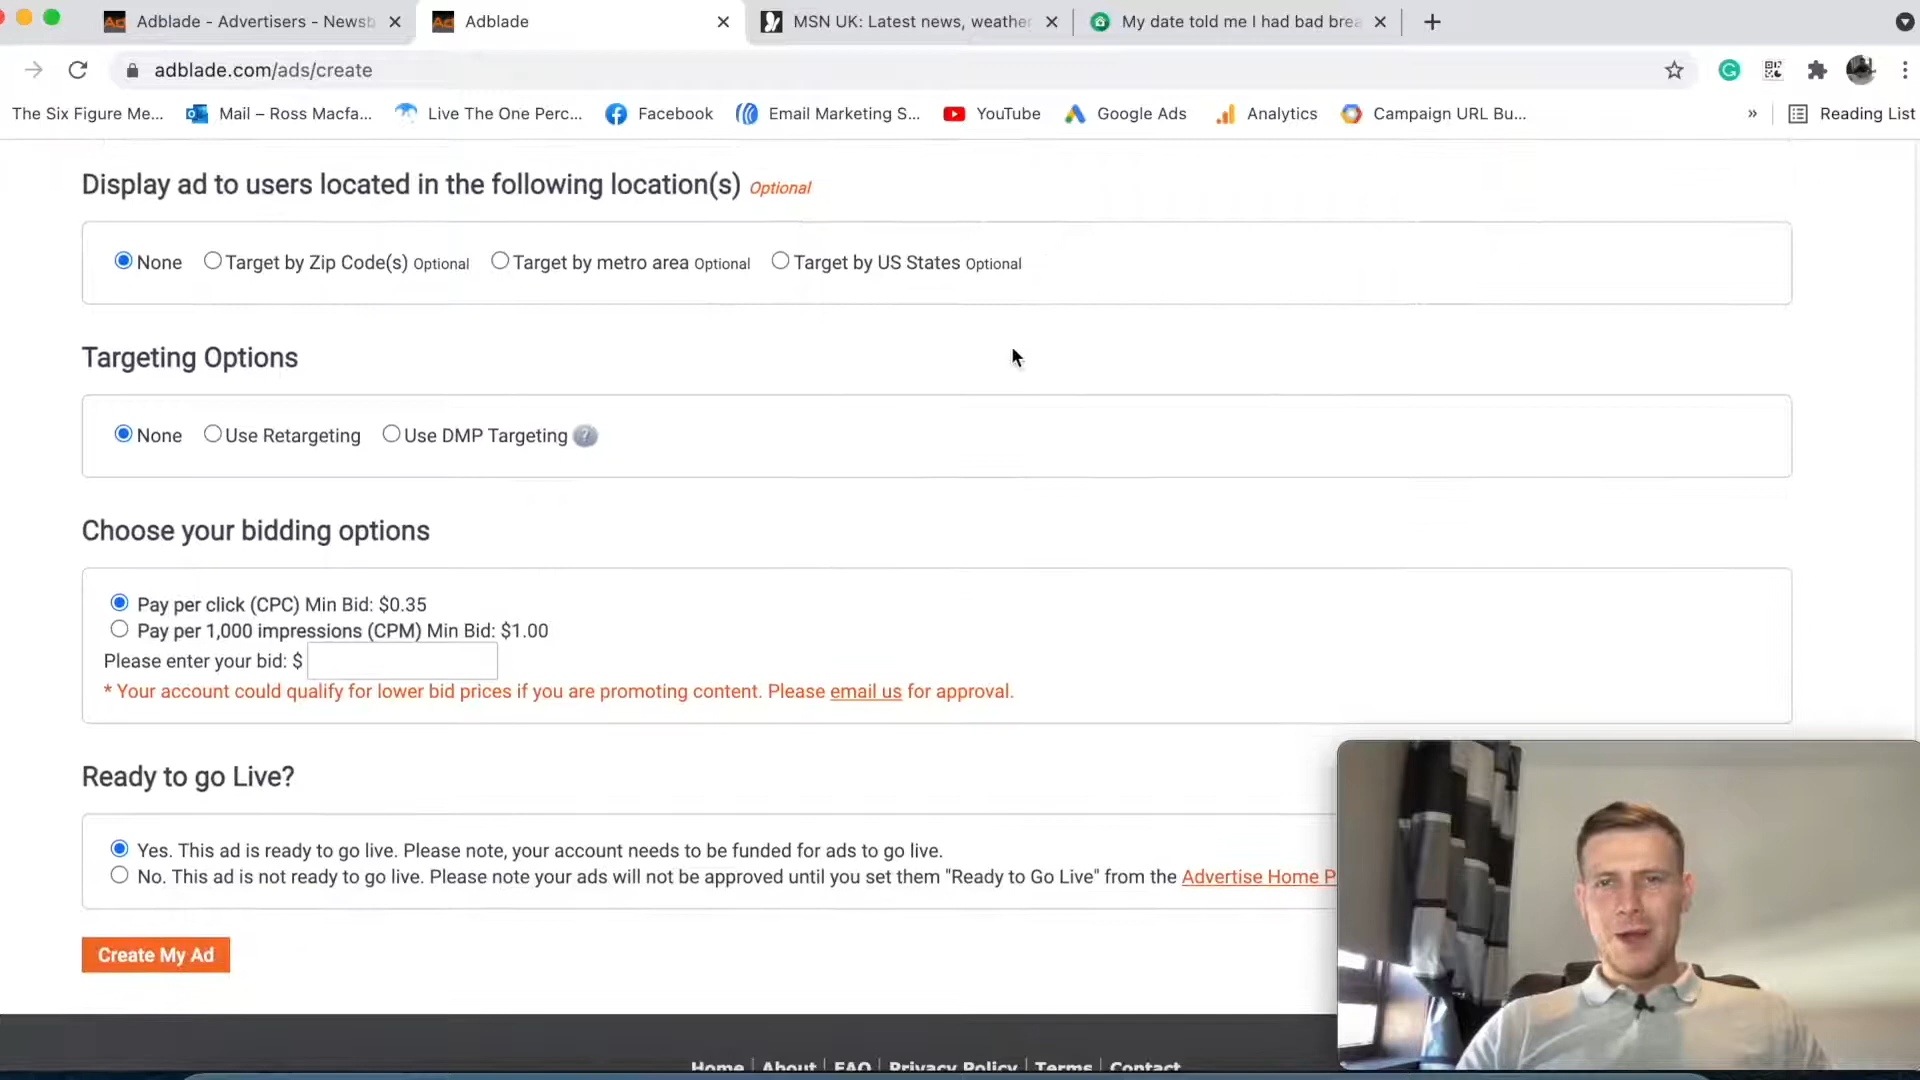 Adblade - Advertisers - Newsb
Adblade
MSN UK: Latest news, weather
My date told me I had bad brea
adblade.com/ads/create
The Six Figure Me...
Mail – Ross Macfa...
Live The One Perc...
Facebook
Email Marketing S...
YouTube
Google Ads
Analytics
Campaign URL Bu...
»
Reading List
Display ad to users located in the following location(s) Optional
None Target by Zip Code(s) Optional Target by metro area Optional Target by US States Optional
Targeting Options
None Use Retargeting Use DMP Targeting ?
Choose your bidding options
Pay per click (CPC) Min Bid: $0.35
Pay per 1,000 impressions (CPM) Min Bid: $1.00
Please enter your bid: $
* Your account could qualify for lower bid prices if you are promoting content. Please email us for approval.
Ready to go Live?
Yes. This ad is ready to go live. Please note, your account needs to be funded for ads to go live.
No. This ad is not ready to go live. Please note your ads will not be approved until you set them "Ready to Go Live" from the Advertise Home P
Create My Ad
Home | About | FAQ | Privacy Policy | Terms | Contact